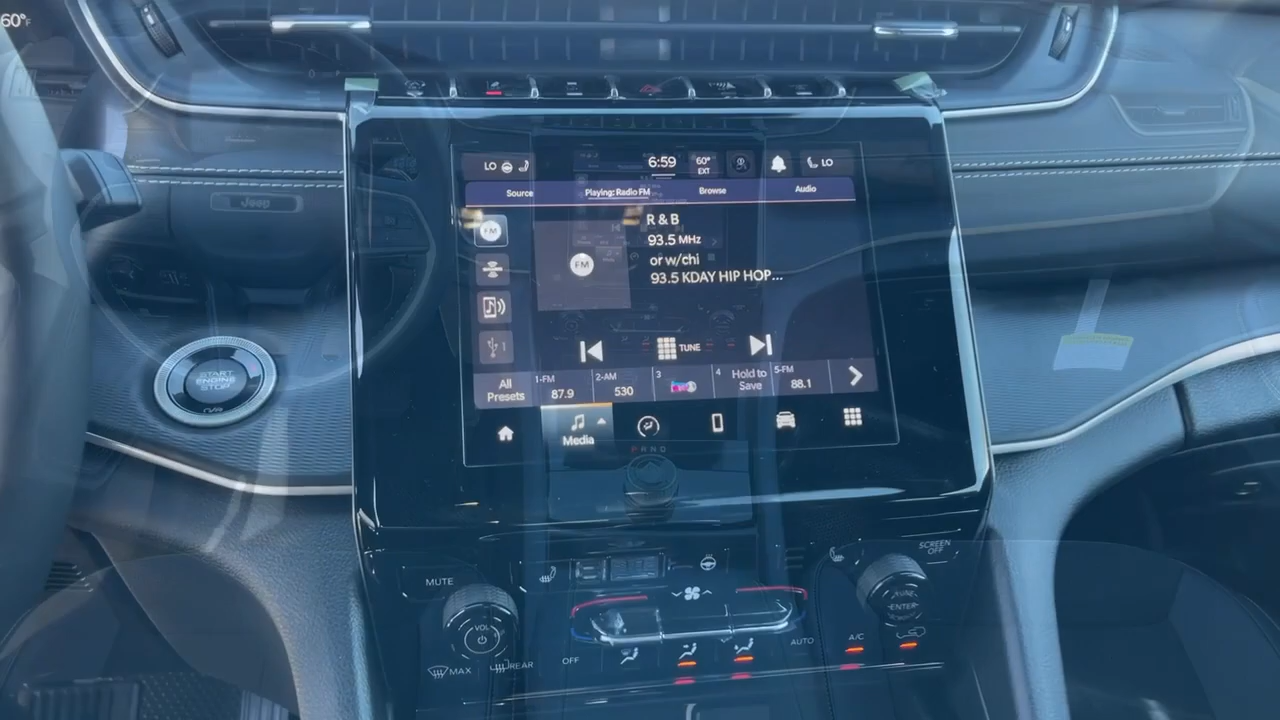 60°F
LO
6:59
60°
EXT
LO
Source
Playing: Radio FM
Browse
Audio
FM
FM
R & B
93.5 MHz
or w/chi
93.5 KDAY HIP HOP...
1
TUNE
All
Presets
1-FM
87.9
2-AM
530
3
4
Hold to
Save
5-FM
88.1
Media
Jeep
START
ENGINE
STOP
P R N D
MUTE
SCREEN
OFF
VOL
TUNE
ENTER
MAX
REAR
OFF
AUTO
A/C